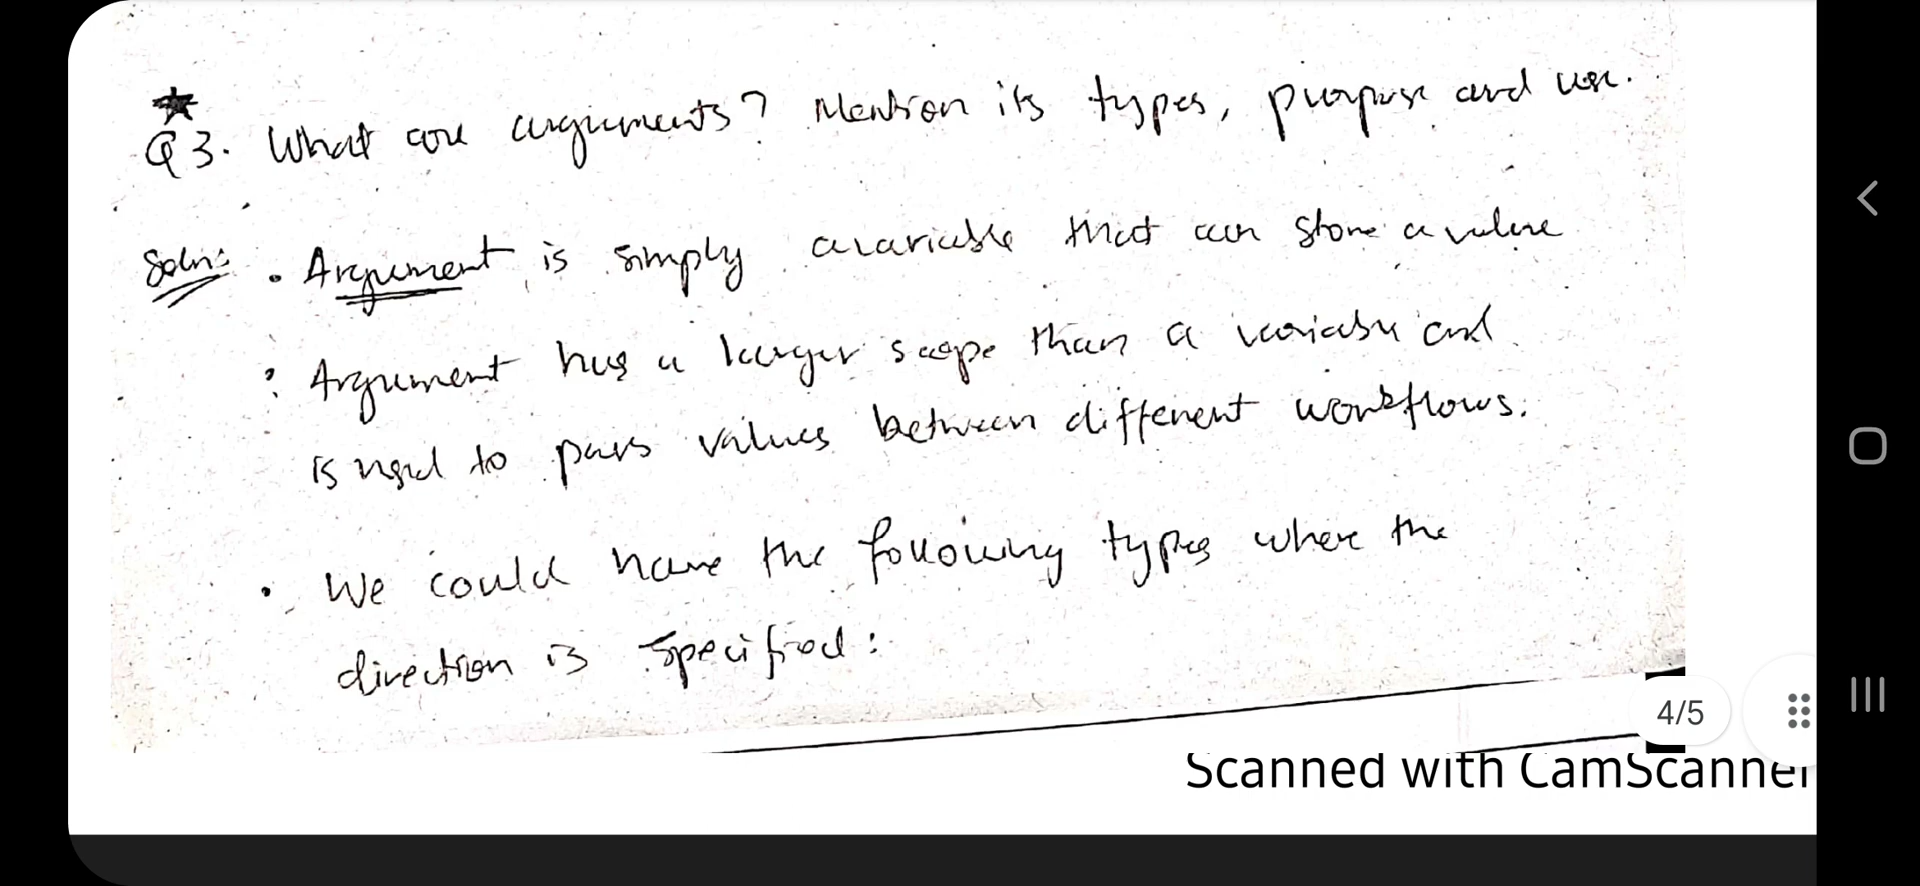 ★
Q3. What are arguments? Mention its types, purpose and use.
Soln: • Argument is simply a variable that can store a value
: Argument has a larger scope than a variable and
is used to pass values between different workflows.
• We could have the following types where the
direction is specified:
4/5
Scanned with CamScanner